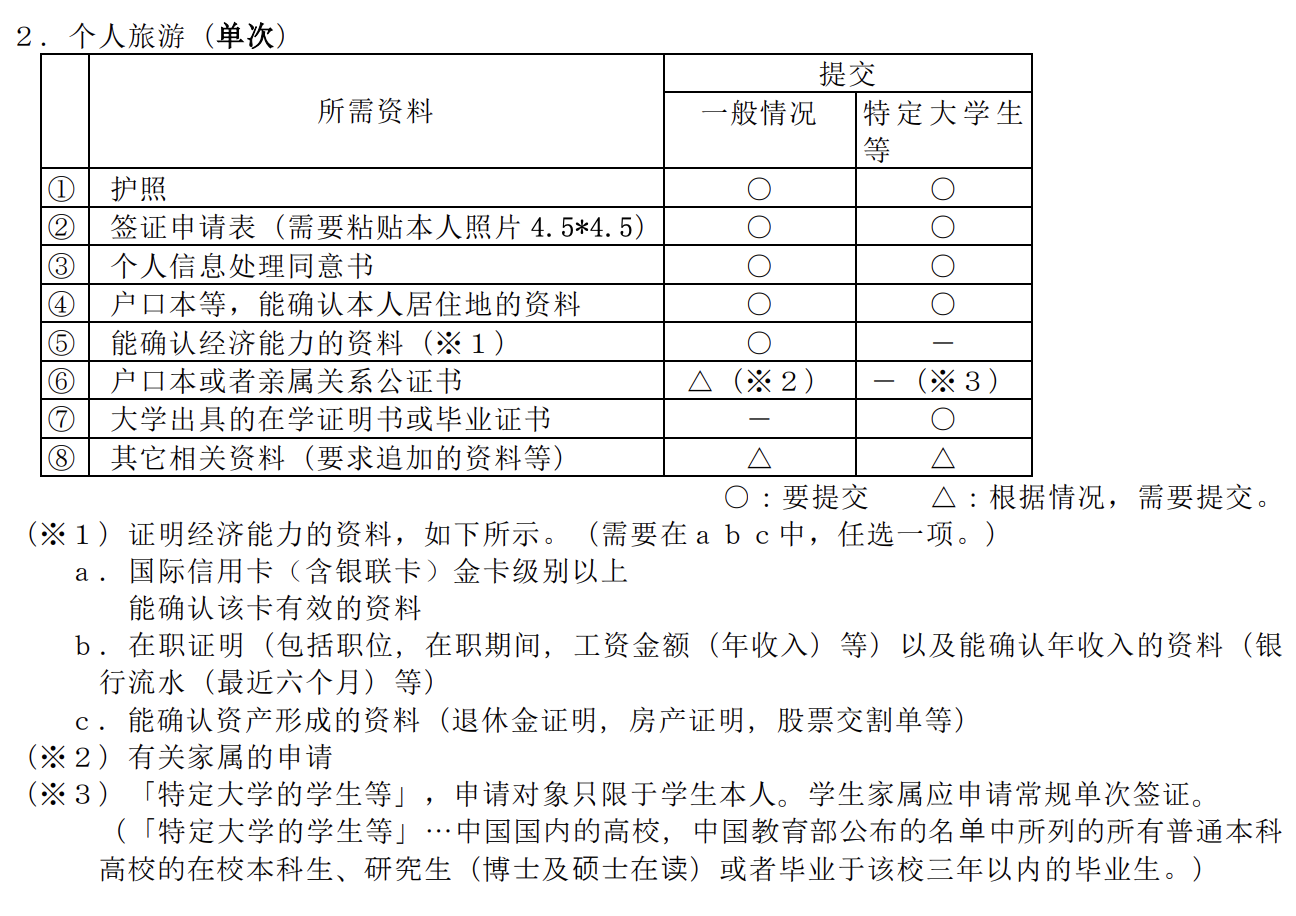 ２．个人旅游（单次）
所需资料 提交
一般情况 特定大学生等
① 护照 ○ ○
② 签证申请表（需要粘贴本人照片 4.5*4.5） ○ ○
③ 个人信息处理同意书 ○ ○
④ 户口本等，能确认本人居住地的资料 ○ ○
⑤ 能确认经济能力的资料（※１） ○ －
⑥ 户口本或者亲属关系公证书 △（※２） －（※３）
⑦ 大学出具的在学证明书或毕业证书 － ○
⑧ 其它相关资料（要求追加的资料等） △ △
○：要提交 △：根据情况，需要提交。
（※１）证明经济能力的资料，如下所示。（需要在ａｂｃ中，任选一项。）
ａ．国际信用卡（含银联卡）金卡级别以上
能确认该卡有效的资料
ｂ．在职证明（包括职位，在职期间，工资金额（年收入）等）以及能确认年收入的资料（银
行流水（最近六个月）等）
ｃ．能确认资产形成的资料（退休金证明，房产证明，股票交割单等）
（※２）有关家属的申请
（※３）「特定大学的学生等」，申请对象只限于学生本人。学生家属应申请常规单次签证。
（「特定大学的学生等」…中国国内的高校，中国教育部公布的名单中所列的所有普通本科
高校的在校本科生、研究生（博士及硕士在读）或者毕业于该校三年以内的毕业生。）